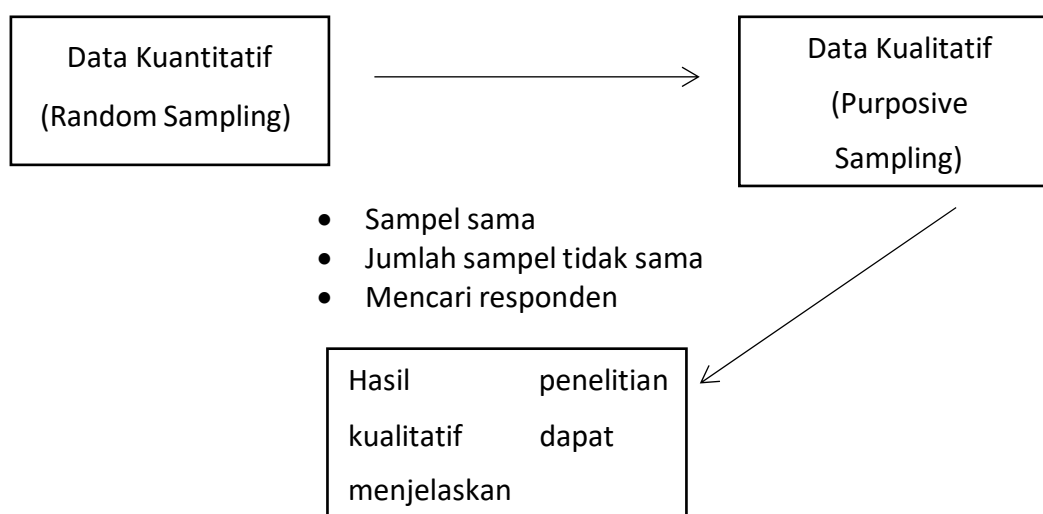 Data Kuantitatif
(Random Sampling)
Data Kualitatif
(Purposive
Sampling)
• Sampel sama
• Jumlah sampel tidak sama
• Mencari responden
Hasil penelitian
kualitatif dapat
menjelaskan